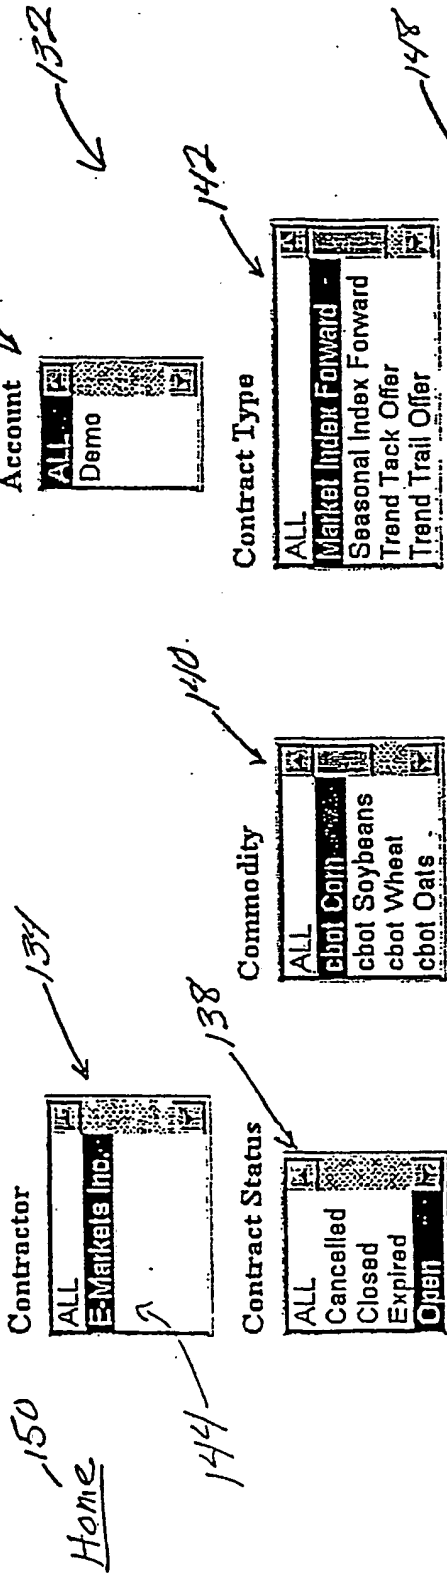 Home
150
Contractor
134
ALL
E-Markets Inc.
144
Account
132
ALL
Demo
Contract Status
138
ALL
Cancelled
Closed
Expired
Open
Commodity
140
ALL
cbot Corn
cbot Soybeans
cbot Wheat
cbot Oats
Contract Type
142
ALL
Market Index Forward
Seasonal Index Forward
Trend Tack Offer
Trend Trail Offer
148